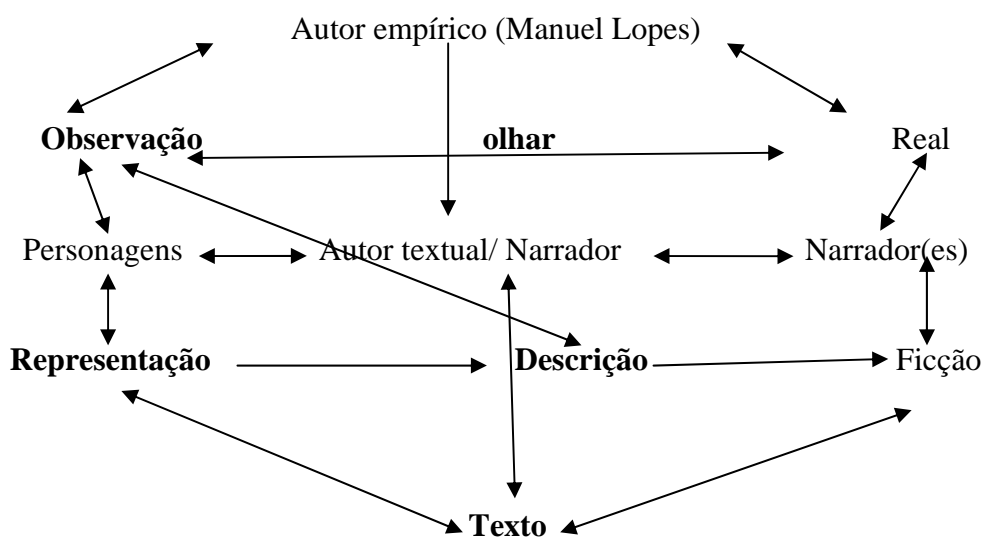 Autor empírico (Manuel Lopes)
Observação olhar Real
Personagens Autor textual/ Narrador Narrador(es)
Representação Descrição Ficção
Texto